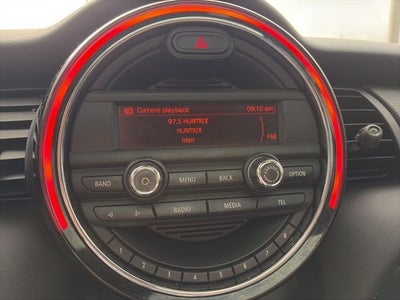 Current playback 09:10 am
97.5 HUNTR/X
HUNTR/X
Iden FM
BAND MENU BACK OPTION
RADIO MEDIA TEL
1 2 3 4 5 6 7 8